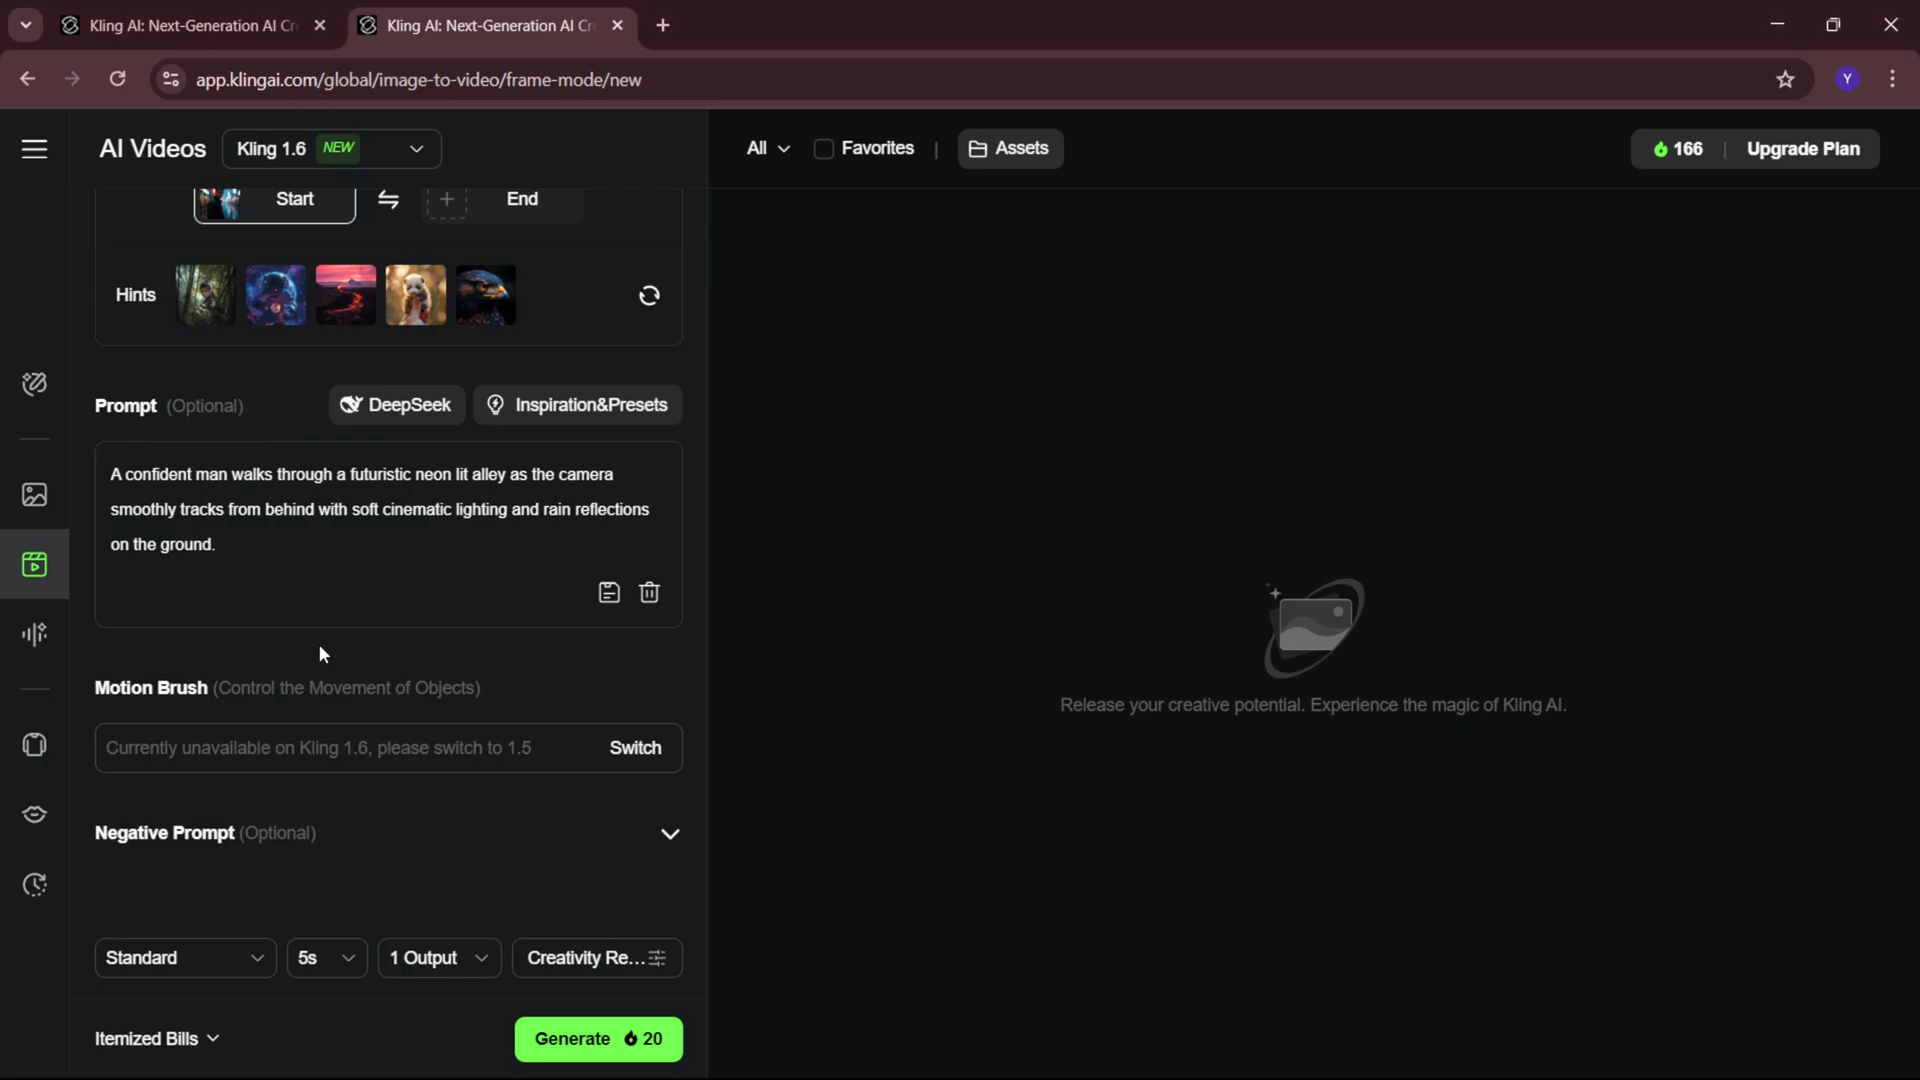 Kling AI: Next-Generation AI Cr
Kling AI: Next-Generation AI Cr
app.klingai.com/global/image-to-video/frame-mode/new
Y
AI Videos
Kling 1.6 NEW
All
Favorites
Assets
166
Upgrade Plan
Start
End
Hints
Prompt (Optional)
DeepSeek
Inspiration&Presets
A confident man walks through a futuristic neon lit alley as the camera
smoothly tracks from behind with soft cinematic lighting and rain reflections
on the ground.
Motion Brush (Control the Movement of Objects)
Currently unavailable on Kling 1.6, please switch to 1.5
Switch
Negative Prompt (Optional)
Standard
5s
1 Output
Creativity Re...
Itemized Bills
Generate 20
Release your creative potential. Experience the magic of Kling AI.